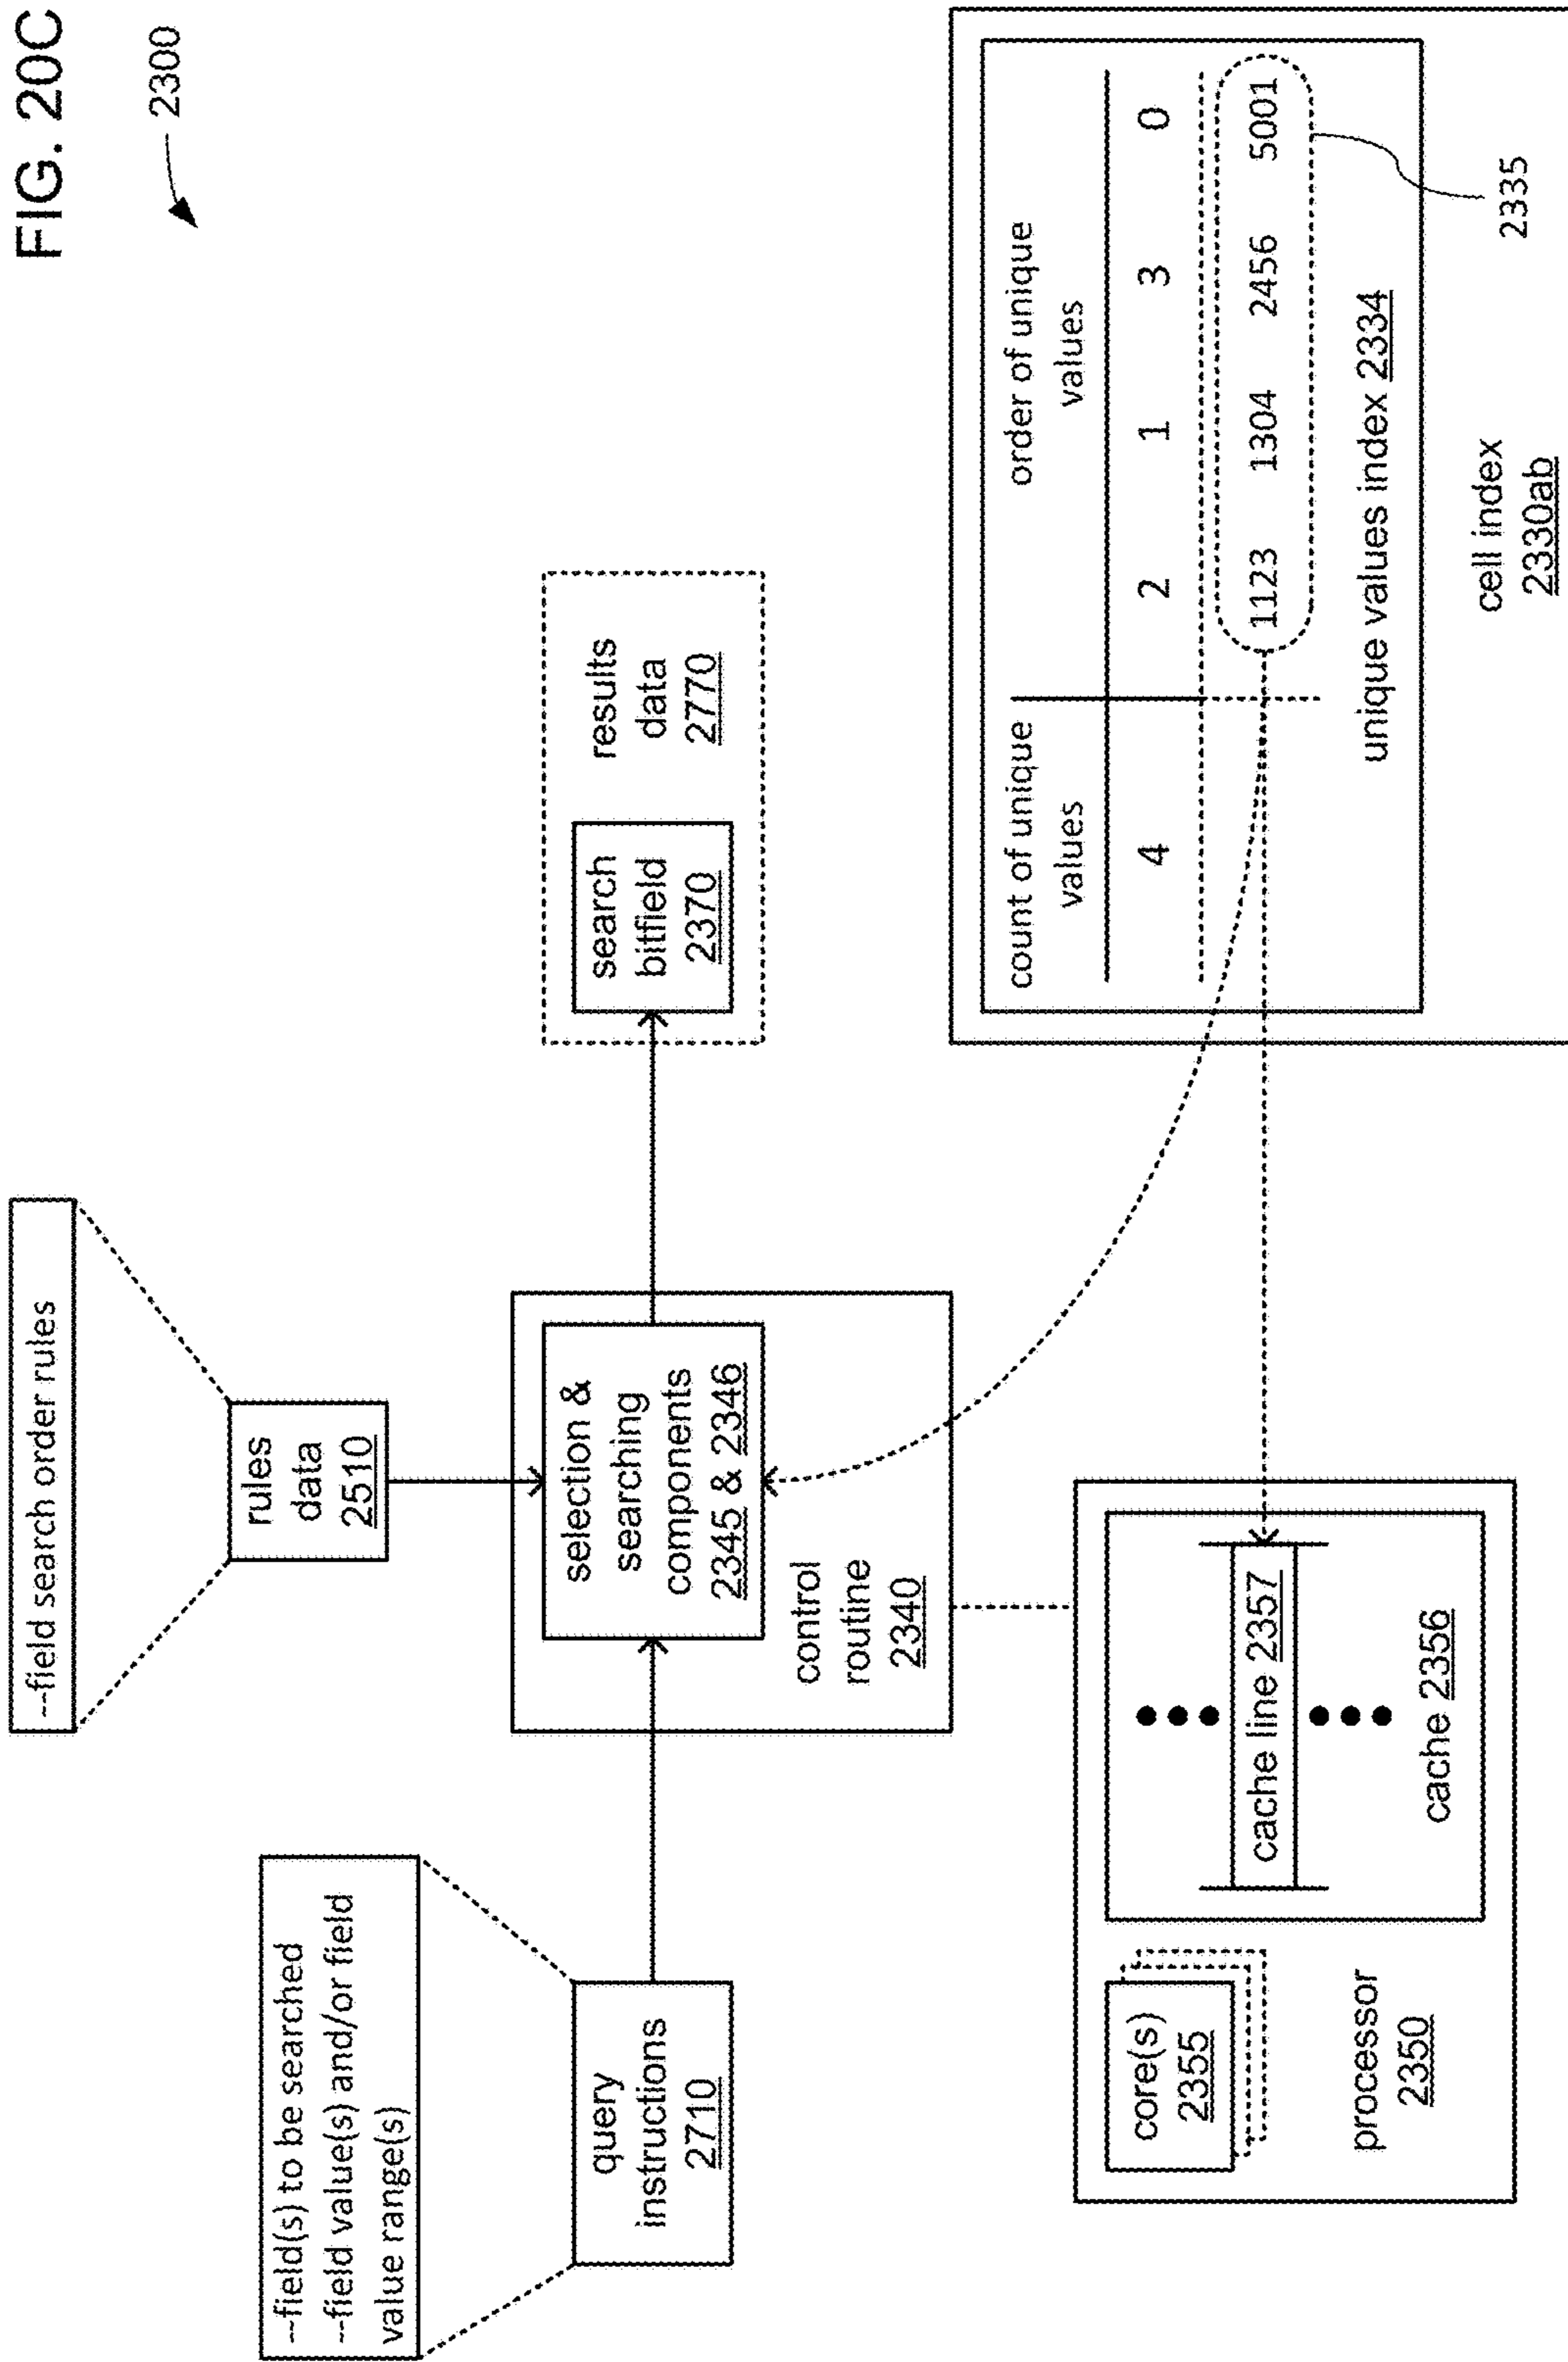 FIG. 20C
2300
--field search order rules
rules
data
2510
--field(s) to be searched
--field value(s) and/or field
value range(s)
query
instructions
2710
selection &
searching
components
2345 & 2346
control
routine
2340
search
bitfield
2370
results
data
2770
core(s)
2355
processor
2350
cache line 2357
cache 2356
count of unique
values
order of unique
values
4 2 1 3 0
1123 1304 2456 5001
unique values index 2334
cell index
2330ab
2335